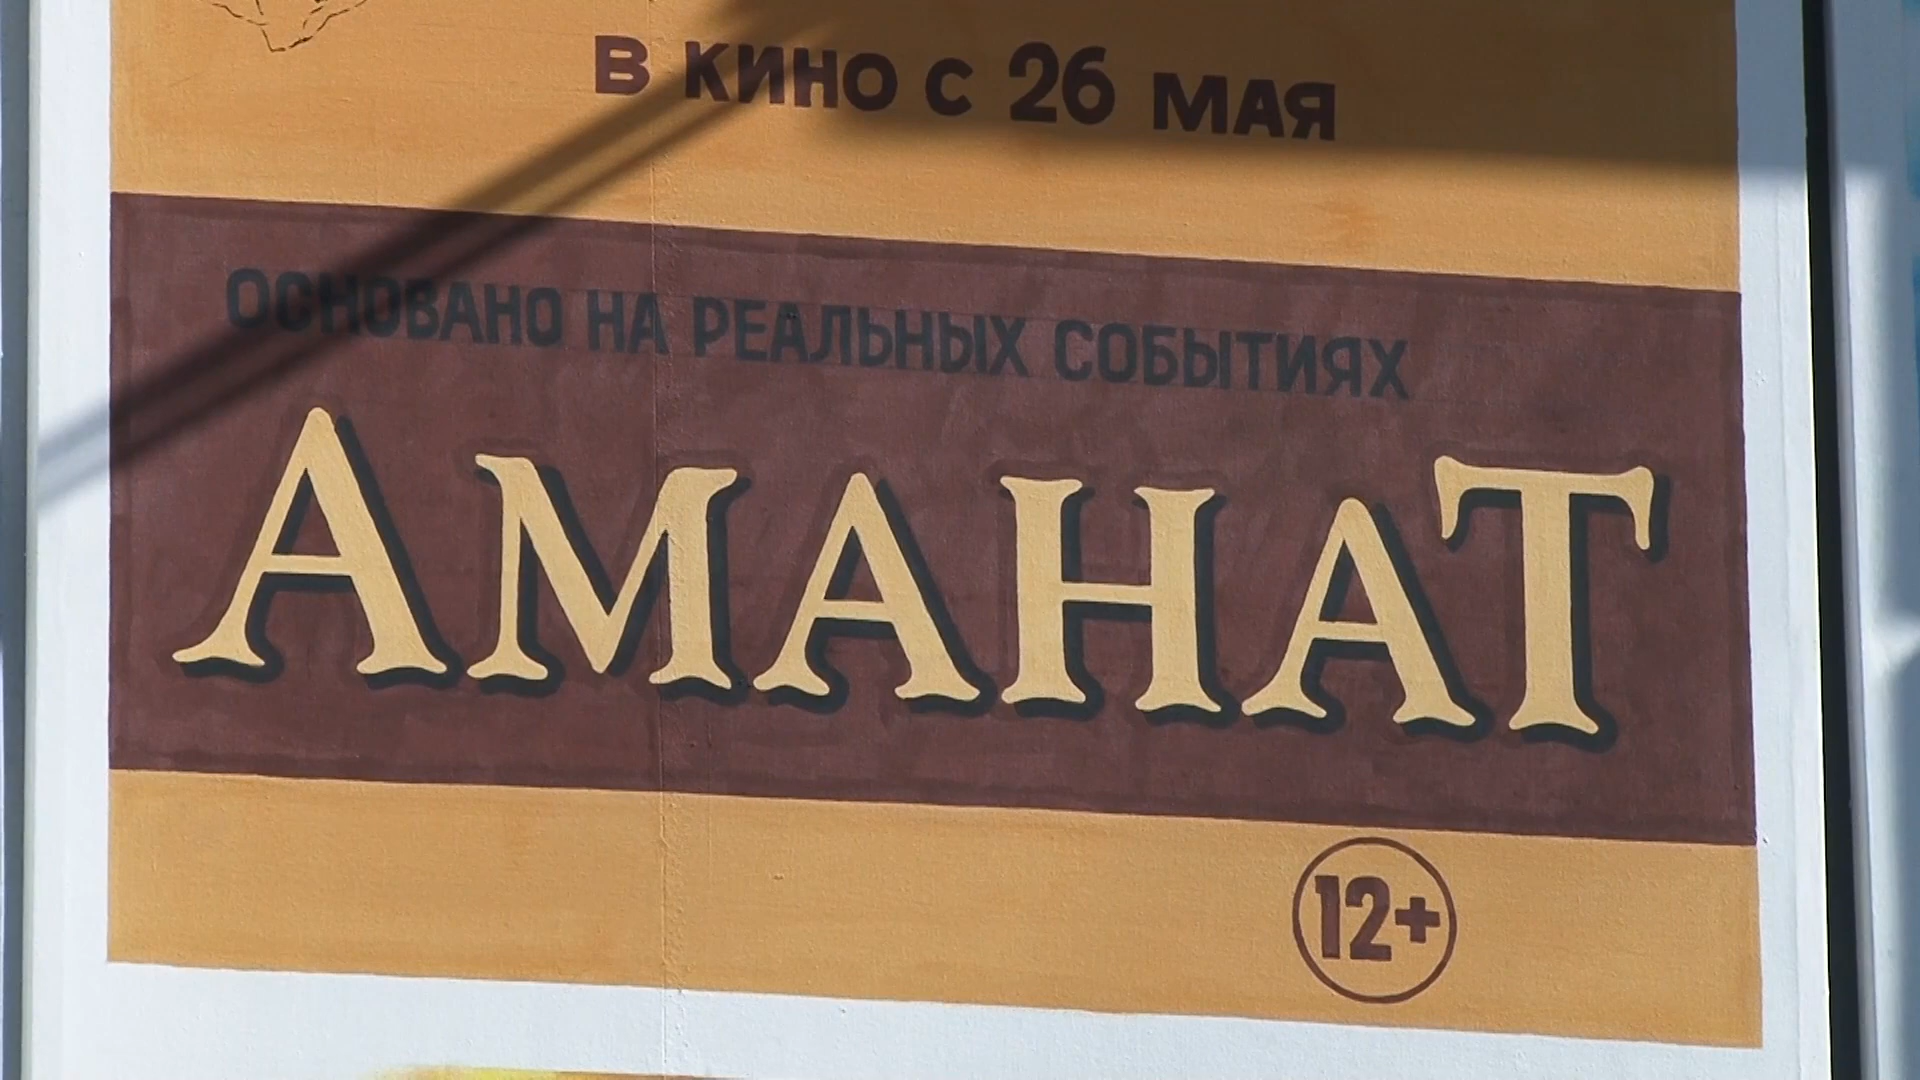 В КИНО С 26 МАЯ
ОСНОВАНО НА РЕАЛЬНЫХ СОБЫТИЯХ
АМАНАТ
12+